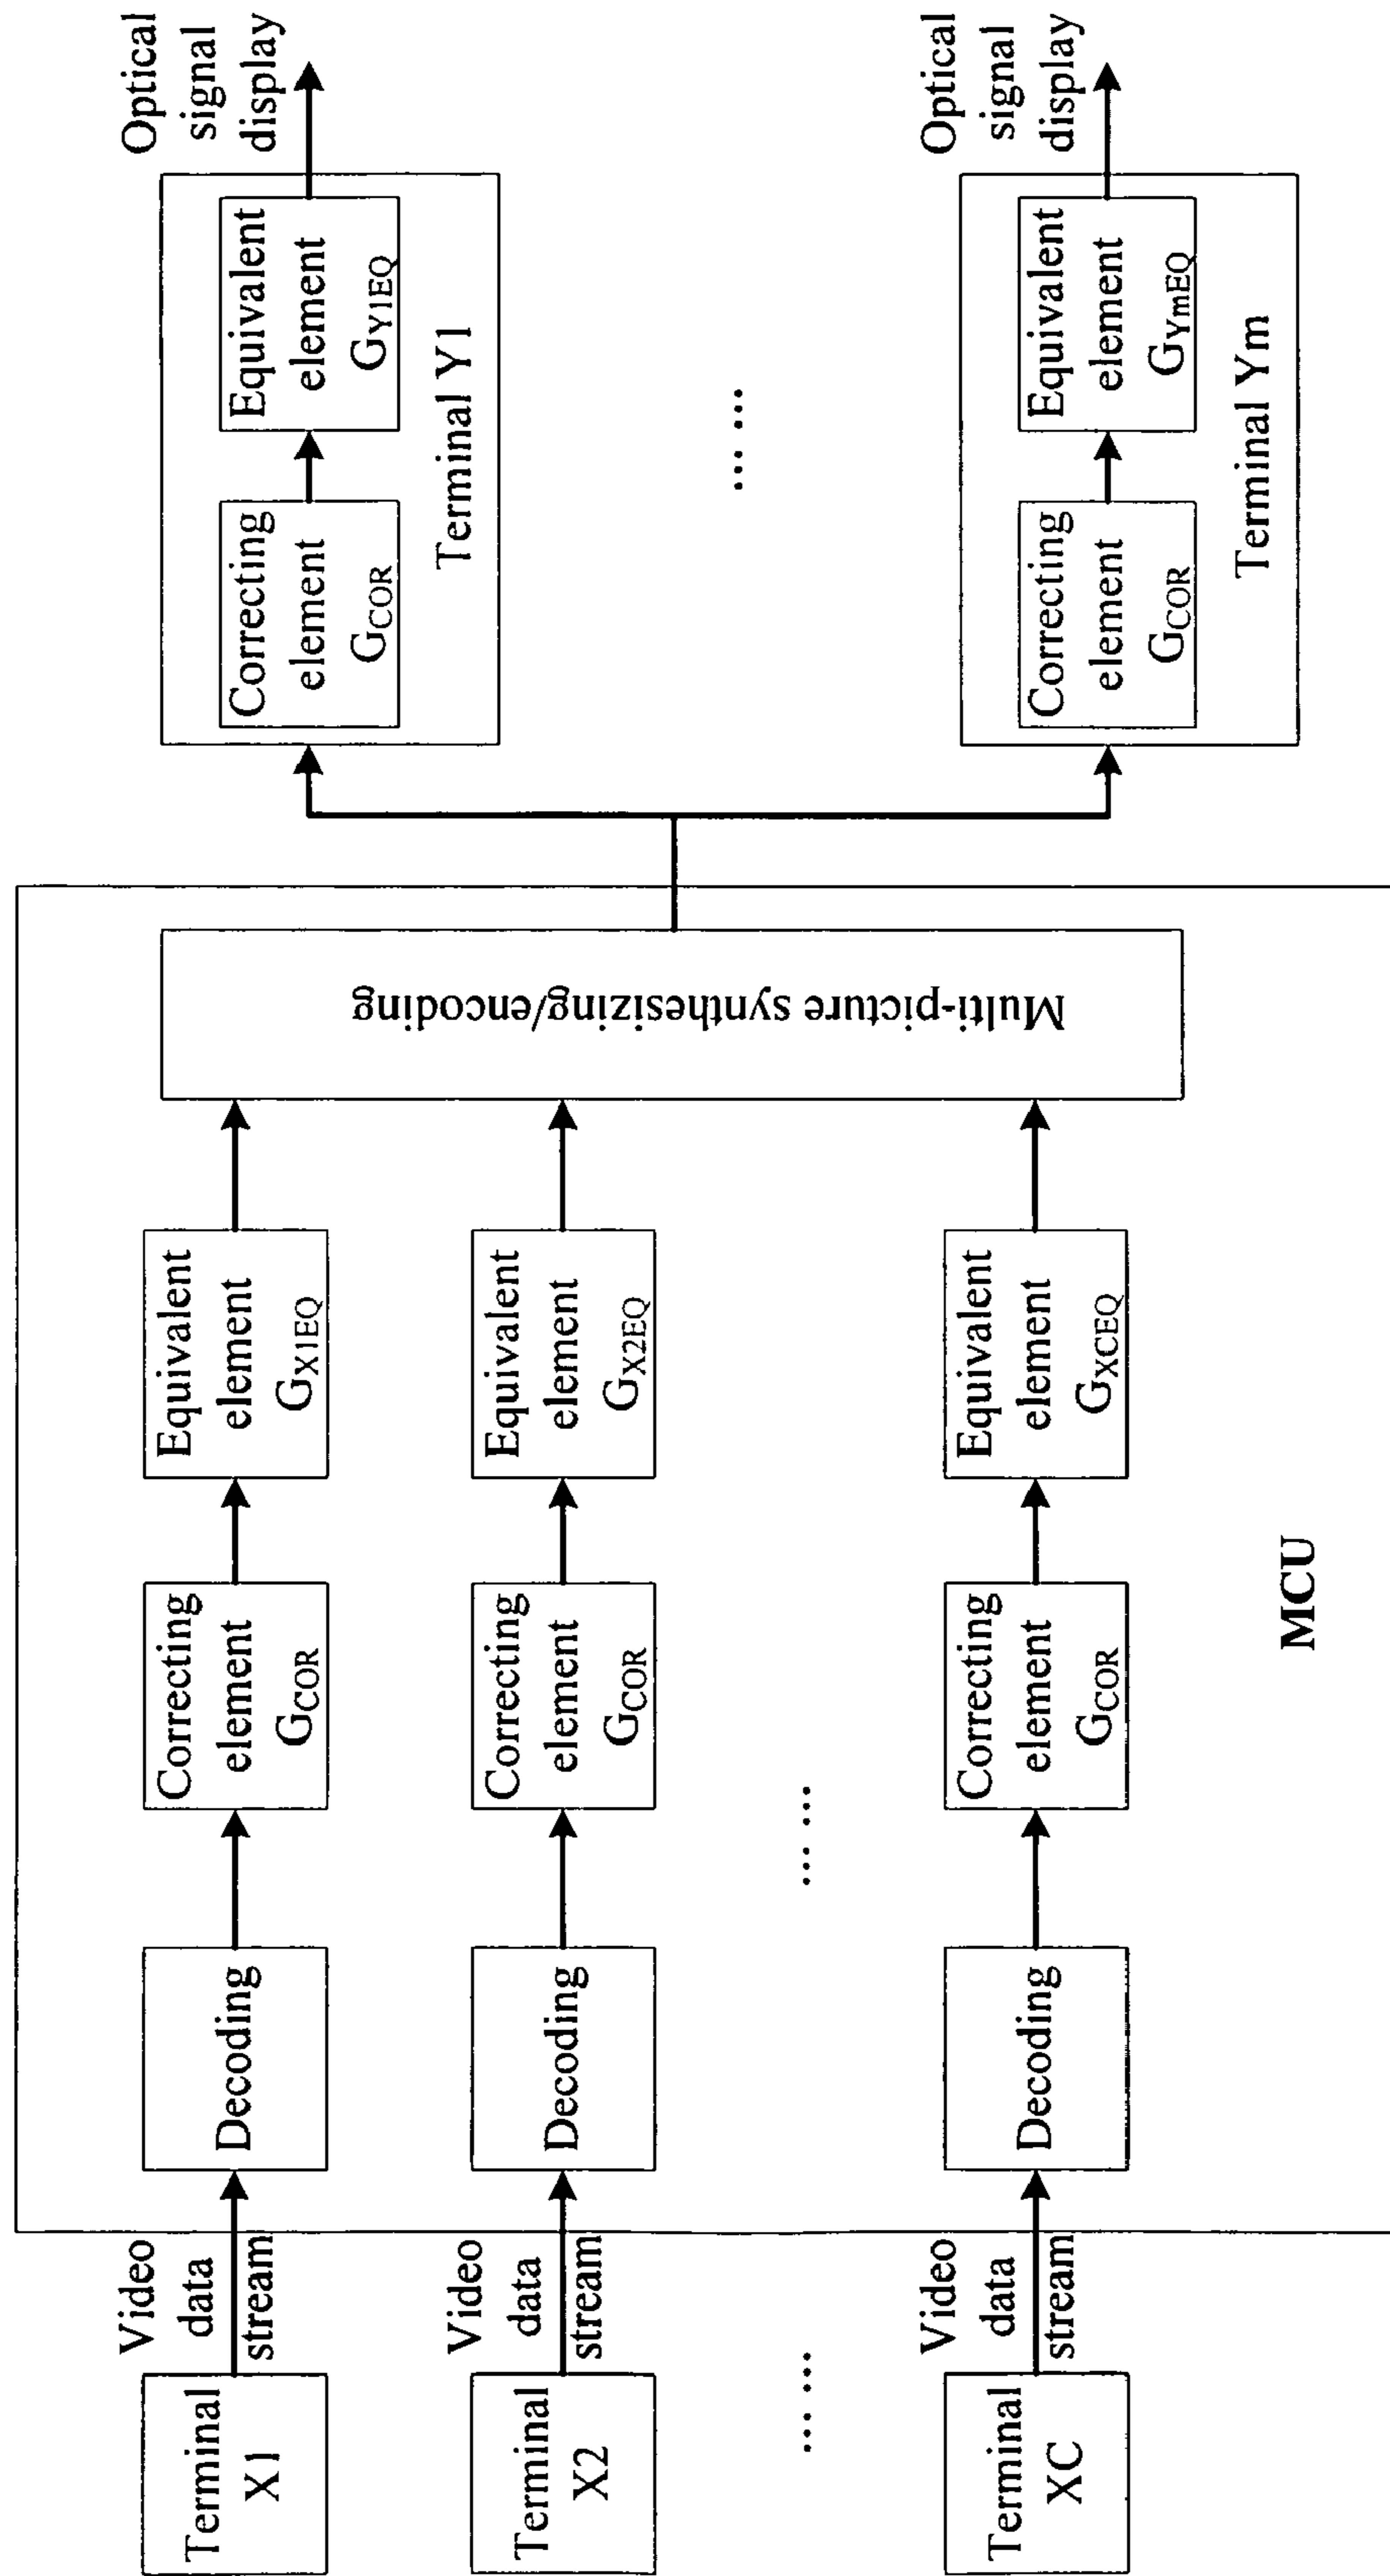 Terminal
X1
Video
data
stream
Decoding
Correcting
element
GCOR
Equivalent
element
GX1EQ
Terminal
X2
Video
data
stream
Decoding
Correcting
element
GCOR
Equivalent
element
GX2EQ
... ...
... ...
Terminal
XC
Video
data
stream
Decoding
Correcting
element
GCOR
Equivalent
element
GXCEQ
MCU
Multi-picture synthesizing/encoding
Correcting
element
GCOR
Equivalent
element
GY1EQ
Terminal Y1
Optical
signal
display
... ...
Correcting
element
GCOR
Equivalent
element
GYmEQ
Terminal Ym
Optical
signal
display